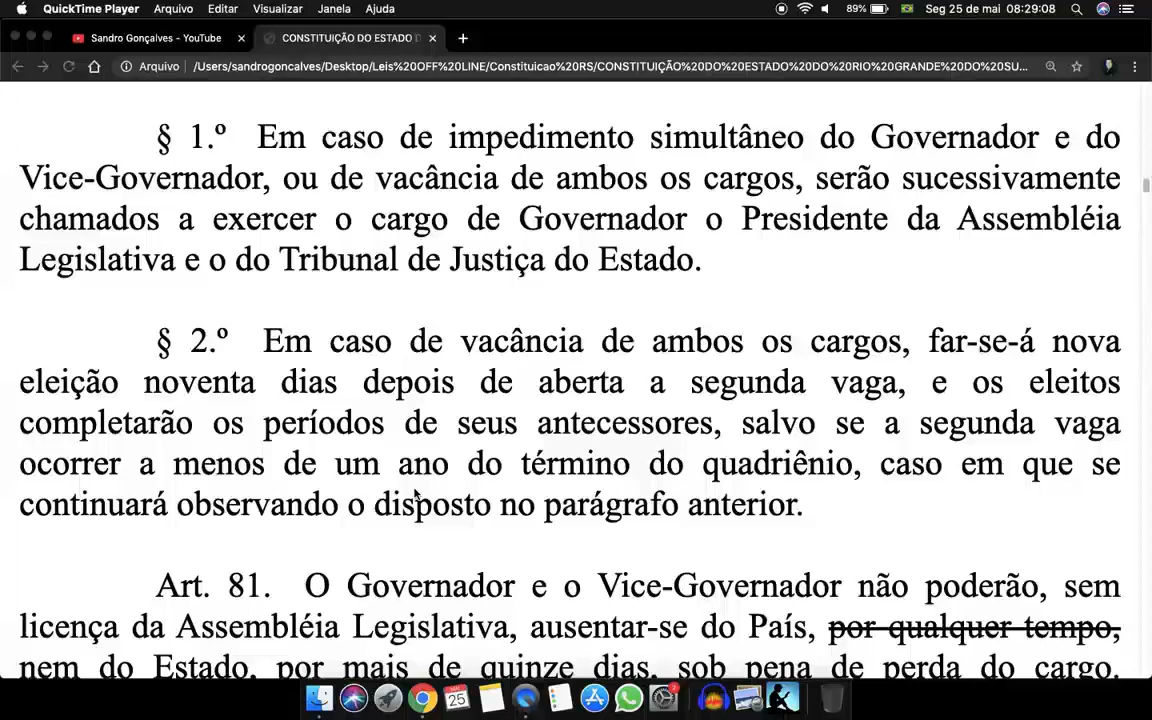 QuickTime Player Arquivo Editar Visualizar Janela Ajuda 89% Seg 25 de mai 08:29:08
Sandro Gonçalves - YouTube CONSTITUIÇÃO DO ESTADO D
Arquivo /Users/sandrogoncalves/Desktop/Leis%20OFF%20LINE/Constituicao%20RS/CONSTITUIÇÃO%20DO%20ESTADO%20DO%20RIO%20GRANDE%20DO%20SU...
§ 1.º Em caso de impedimento simultâneo do Governador e do
Vice-Governador, ou de vacância de ambos os cargos, serão sucessivamente
chamados a exercer o cargo de Governador o Presidente da Assembléia
Legislativa e o do Tribunal de Justiça do Estado.
§ 2.º Em caso de vacância de ambos os cargos, far-se-á nova
eleição noventa dias depois de aberta a segunda vaga, e os eleitos
completarão os períodos de seus antecessores, salvo se a segunda vaga
ocorrer a menos de um ano do término do quadriênio, caso em que se
continuará observando o disposto no parágrafo anterior.
Art. 81. O Governador e o Vice-Governador não poderão, sem
licença da Assembléia Legislativa, ausentar-se do País, por qualquer tempo,
nem do Estado, por mais de quinze dias, sob pena de perda do cargo.
MAI
25